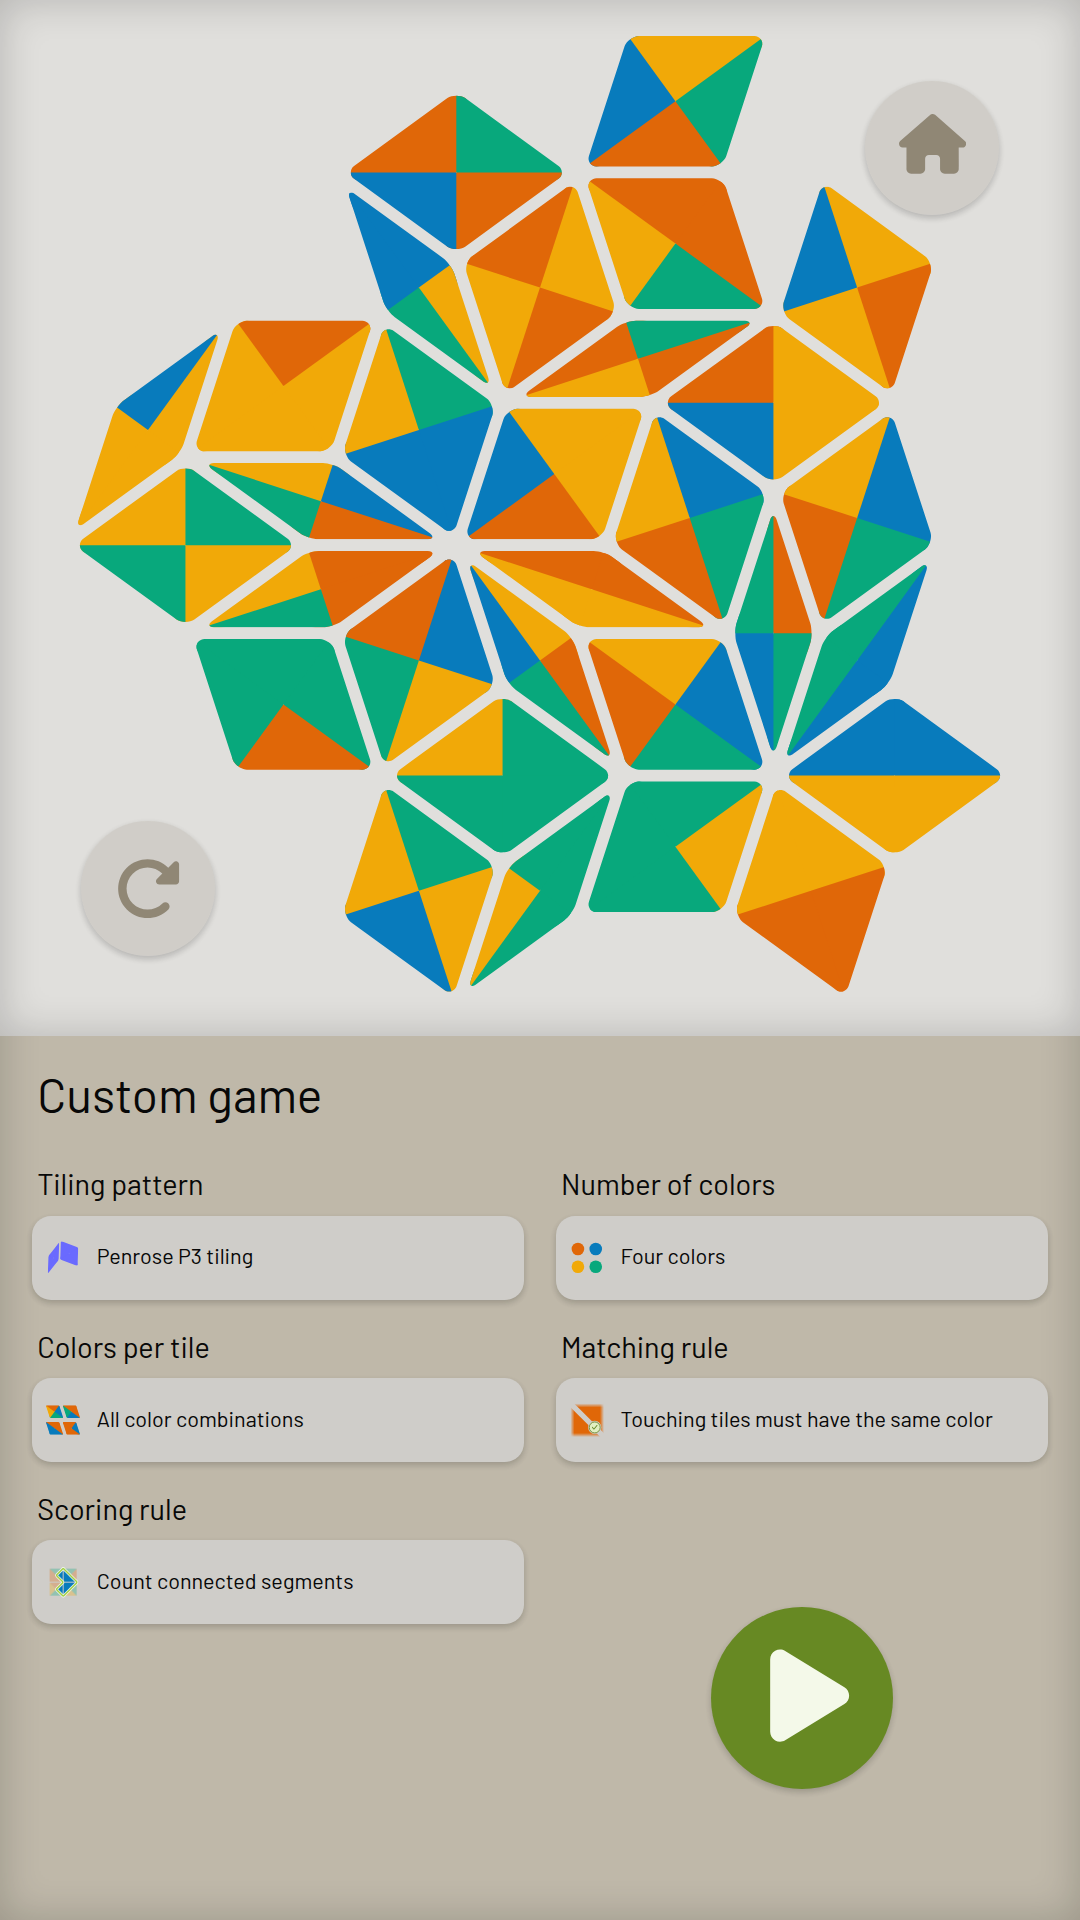 Custom game
Tiling pattern
Number of colors
Penrose P3 tiling
Four colors
Colors per tile
Matching rule
All color combinations
Touching tiles must have the same color
Scoring rule
Count connected segments